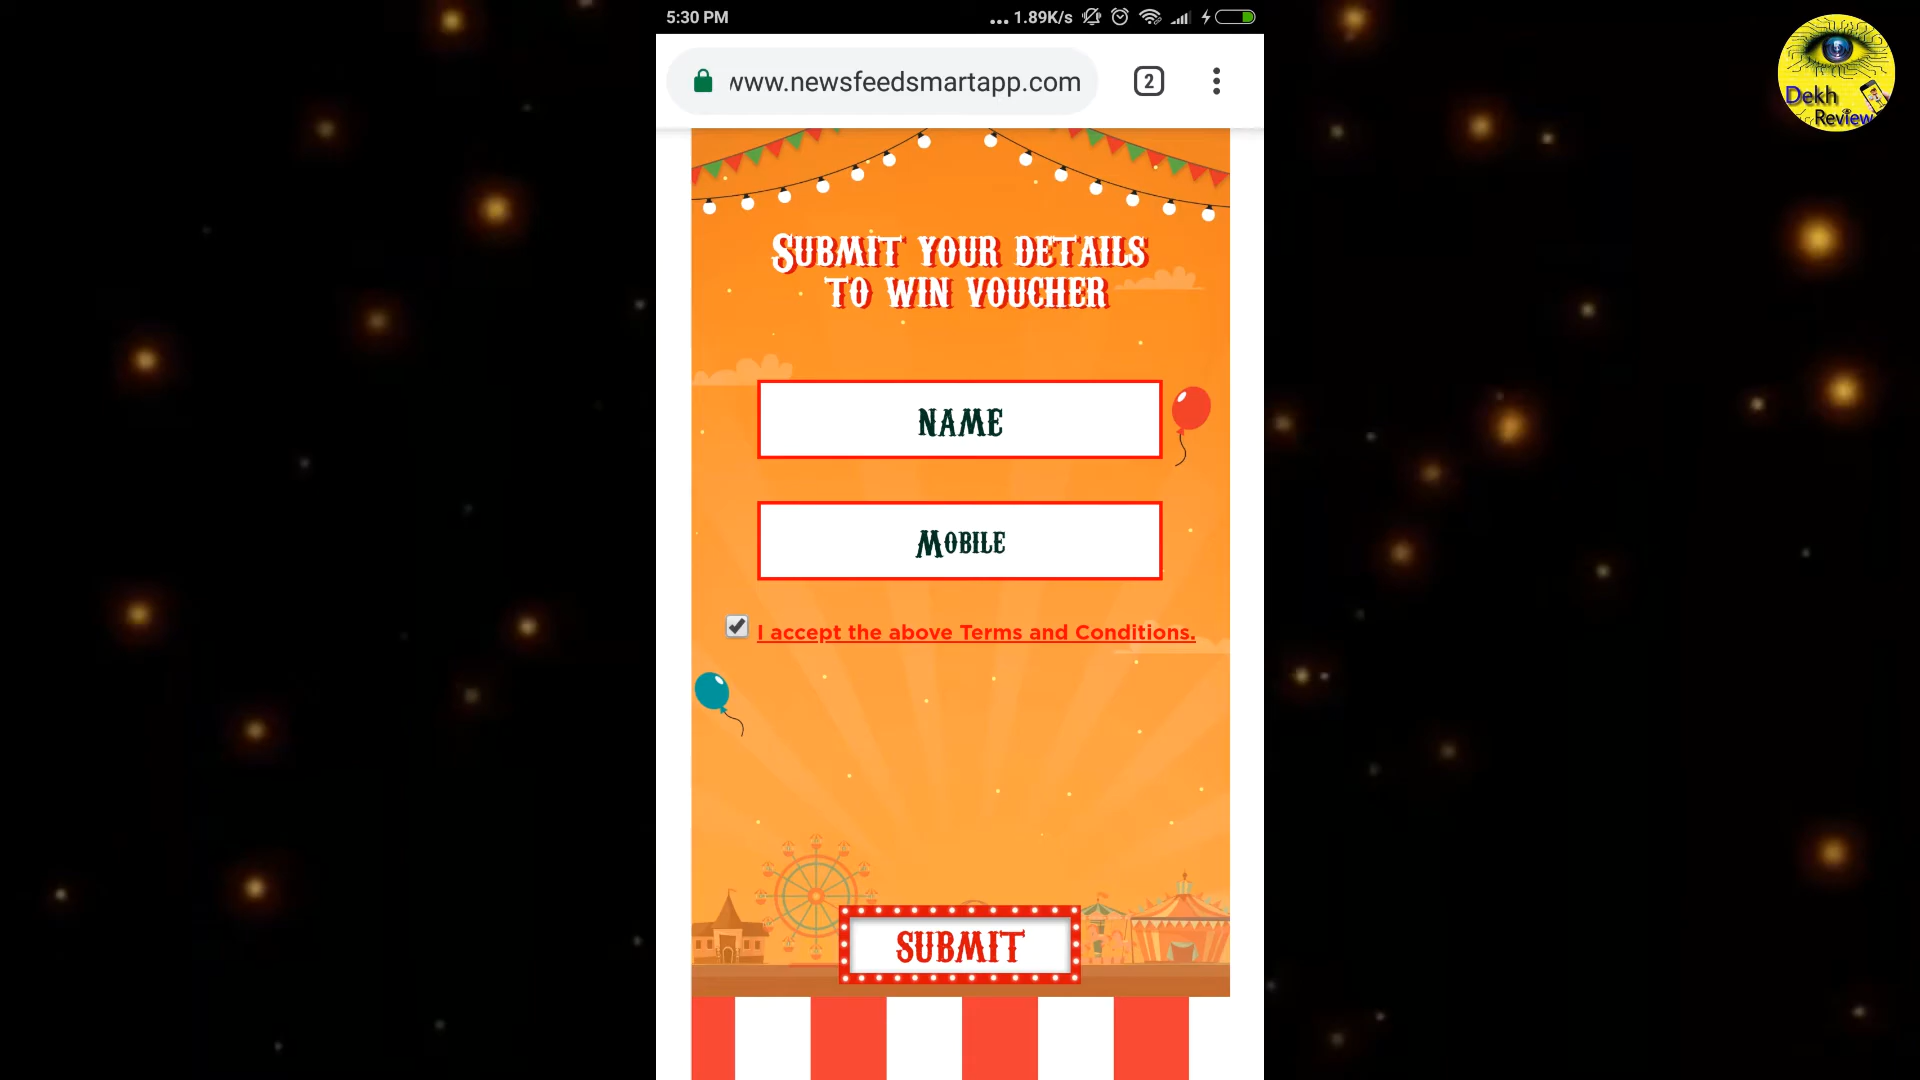 5:30 PM
... 1.89K/s
www.newsfeedsmartapp.com
2
Dekh
Review
SUBMIT YOUR DETAILS
TO WIN VOUCHER
NAME
MOBILE
I accept the above Terms and Conditions.
SUBMIT